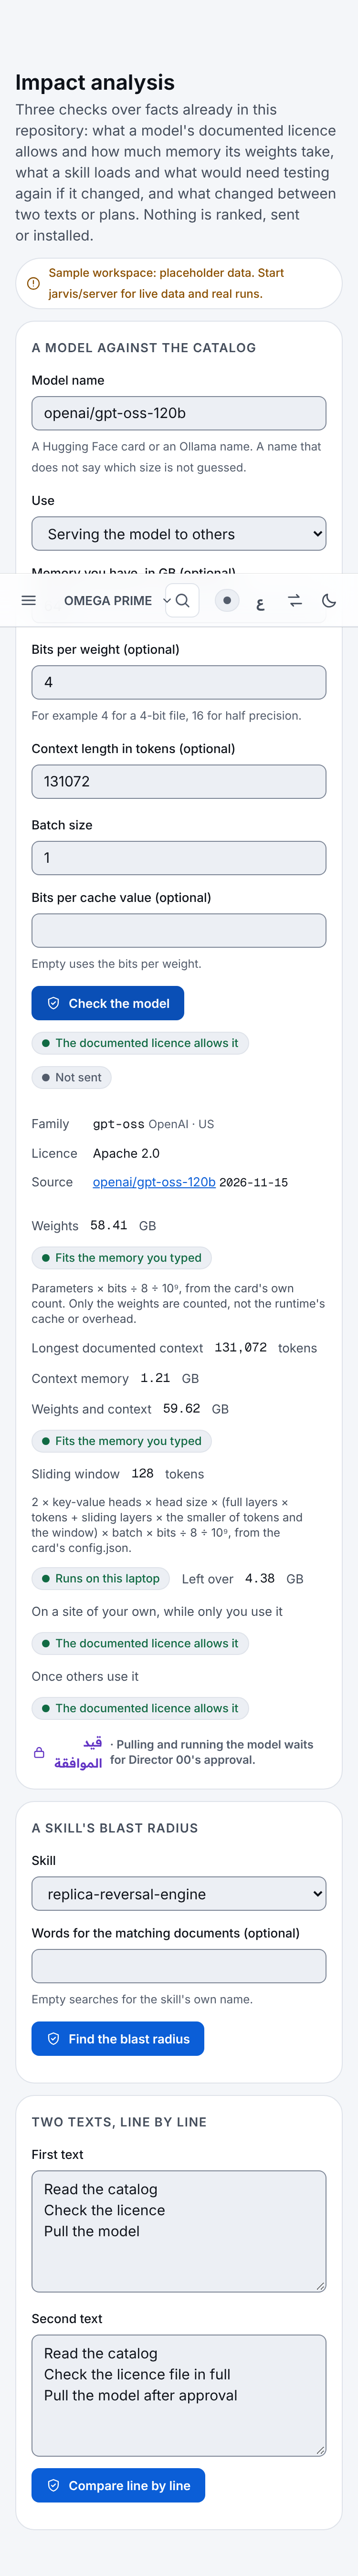 Impact analysis
Three checks over facts already in this
repository: what a model's documented licence
allows and how much memory its weights take,
what a skill loads and what would need testing
again if it changed, and what changed between
two texts or plans. Nothing is ranked, sent
or installed.
Sample workspace: placeholder data. Start
jarvis/server for live data and real runs.
A MODEL AGAINST THE CATALOG
Model name
openai/gpt-oss-120b
A Hugging Face card or an Ollama name. A name that
does not say which size is not guessed.
Use
Serving the model to others
Memory you have, in GB (optional)
OMEGA PRIME
ع
Bits per weight (optional)
4
For example 4 for a 4-bit file, 16 for half precision.
Context length in tokens (optional)
131072
Batch size
1
Bits per cache value (optional)
Empty uses the bits per weight.
Check the model
The documented licence allows it
Not sent
Family gpt-oss OpenAI · US
Licence Apache 2.0
Source openai/gpt-oss-120b 2026-11-15
Weights 58.41 GB
Fits the memory you typed
Parameters × bits ÷ 8 ÷ 10⁹, from the card's own
count. Only the weights are counted, not the runtime's
cache or overhead.
Longest documented context 131,072 tokens
Context memory 1.21 GB
Weights and context 59.62 GB
Fits the memory you typed
Sliding window 128 tokens
2 × key-value heads × head size × (full layers ×
tokens + sliding layers × the smaller of tokens and
the window) × batch × bits ÷ 8 ÷ 10⁹, from the
card's config.json.
Runs on this laptop Left over 4.38 GB
On a site of your own, while only you use it
The documented licence allows it
Once others use it
The documented licence allows it
قيد الموافقة · Pulling and running the model waits
for Director 00's approval.
A SKILL'S BLAST RADIUS
Skill
replica-reversal-engine
Words for the matching documents (optional)
Empty searches for the skill's own name.
Find the blast radius
TWO TEXTS, LINE BY LINE
First text
Read the catalog
Check the licence
Pull the model
Second text
Read the catalog
Check the licence file in full
Pull the model after approval
Compare line by line